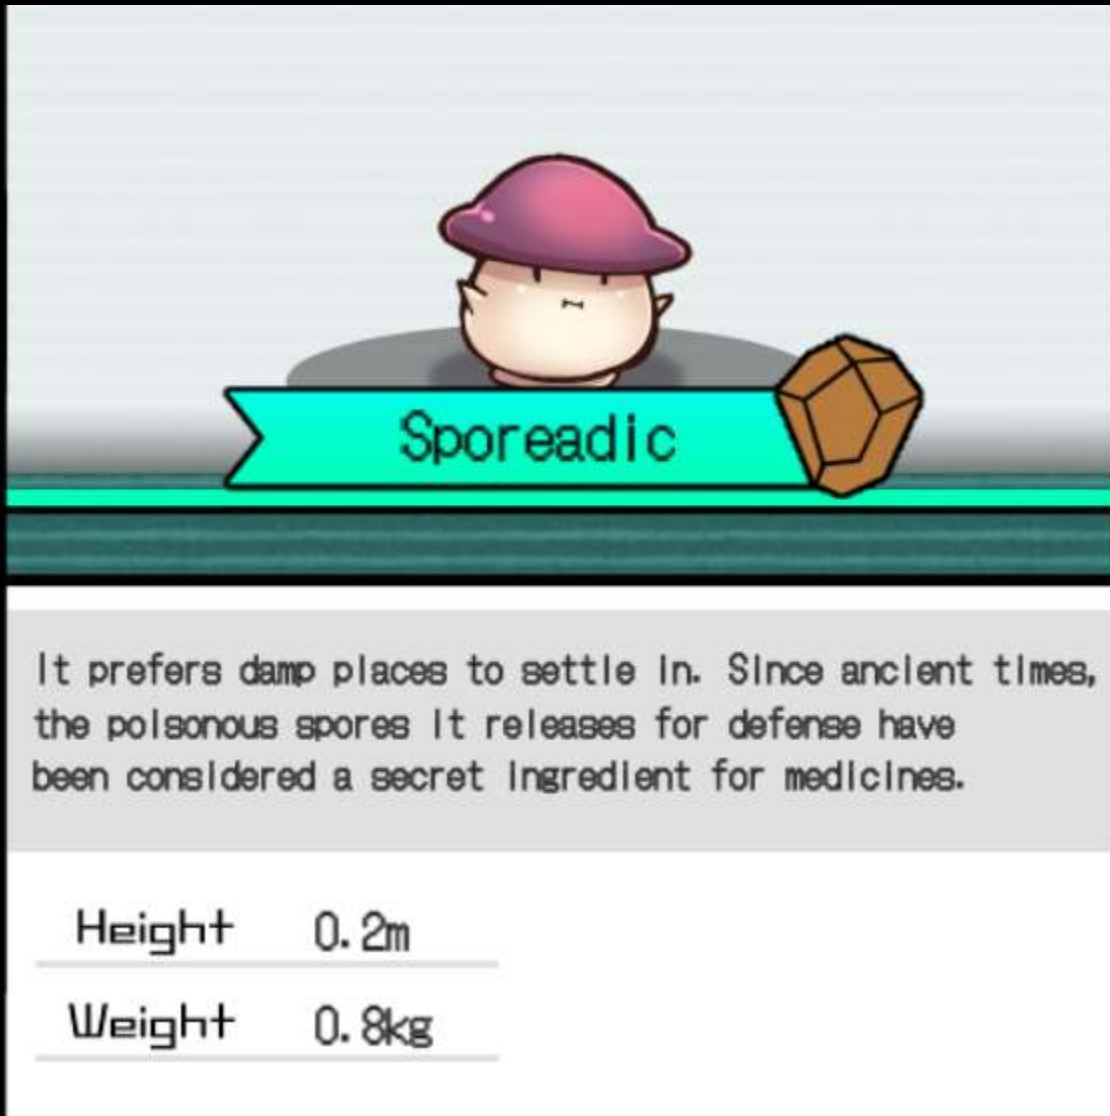 Sporeadic
It prefers damp places to settle in. Since ancient times,
the poisonous spores it releases for defense have
been considered a secret ingredient for medicines.
Height 0.2m
Weight 0.8kg